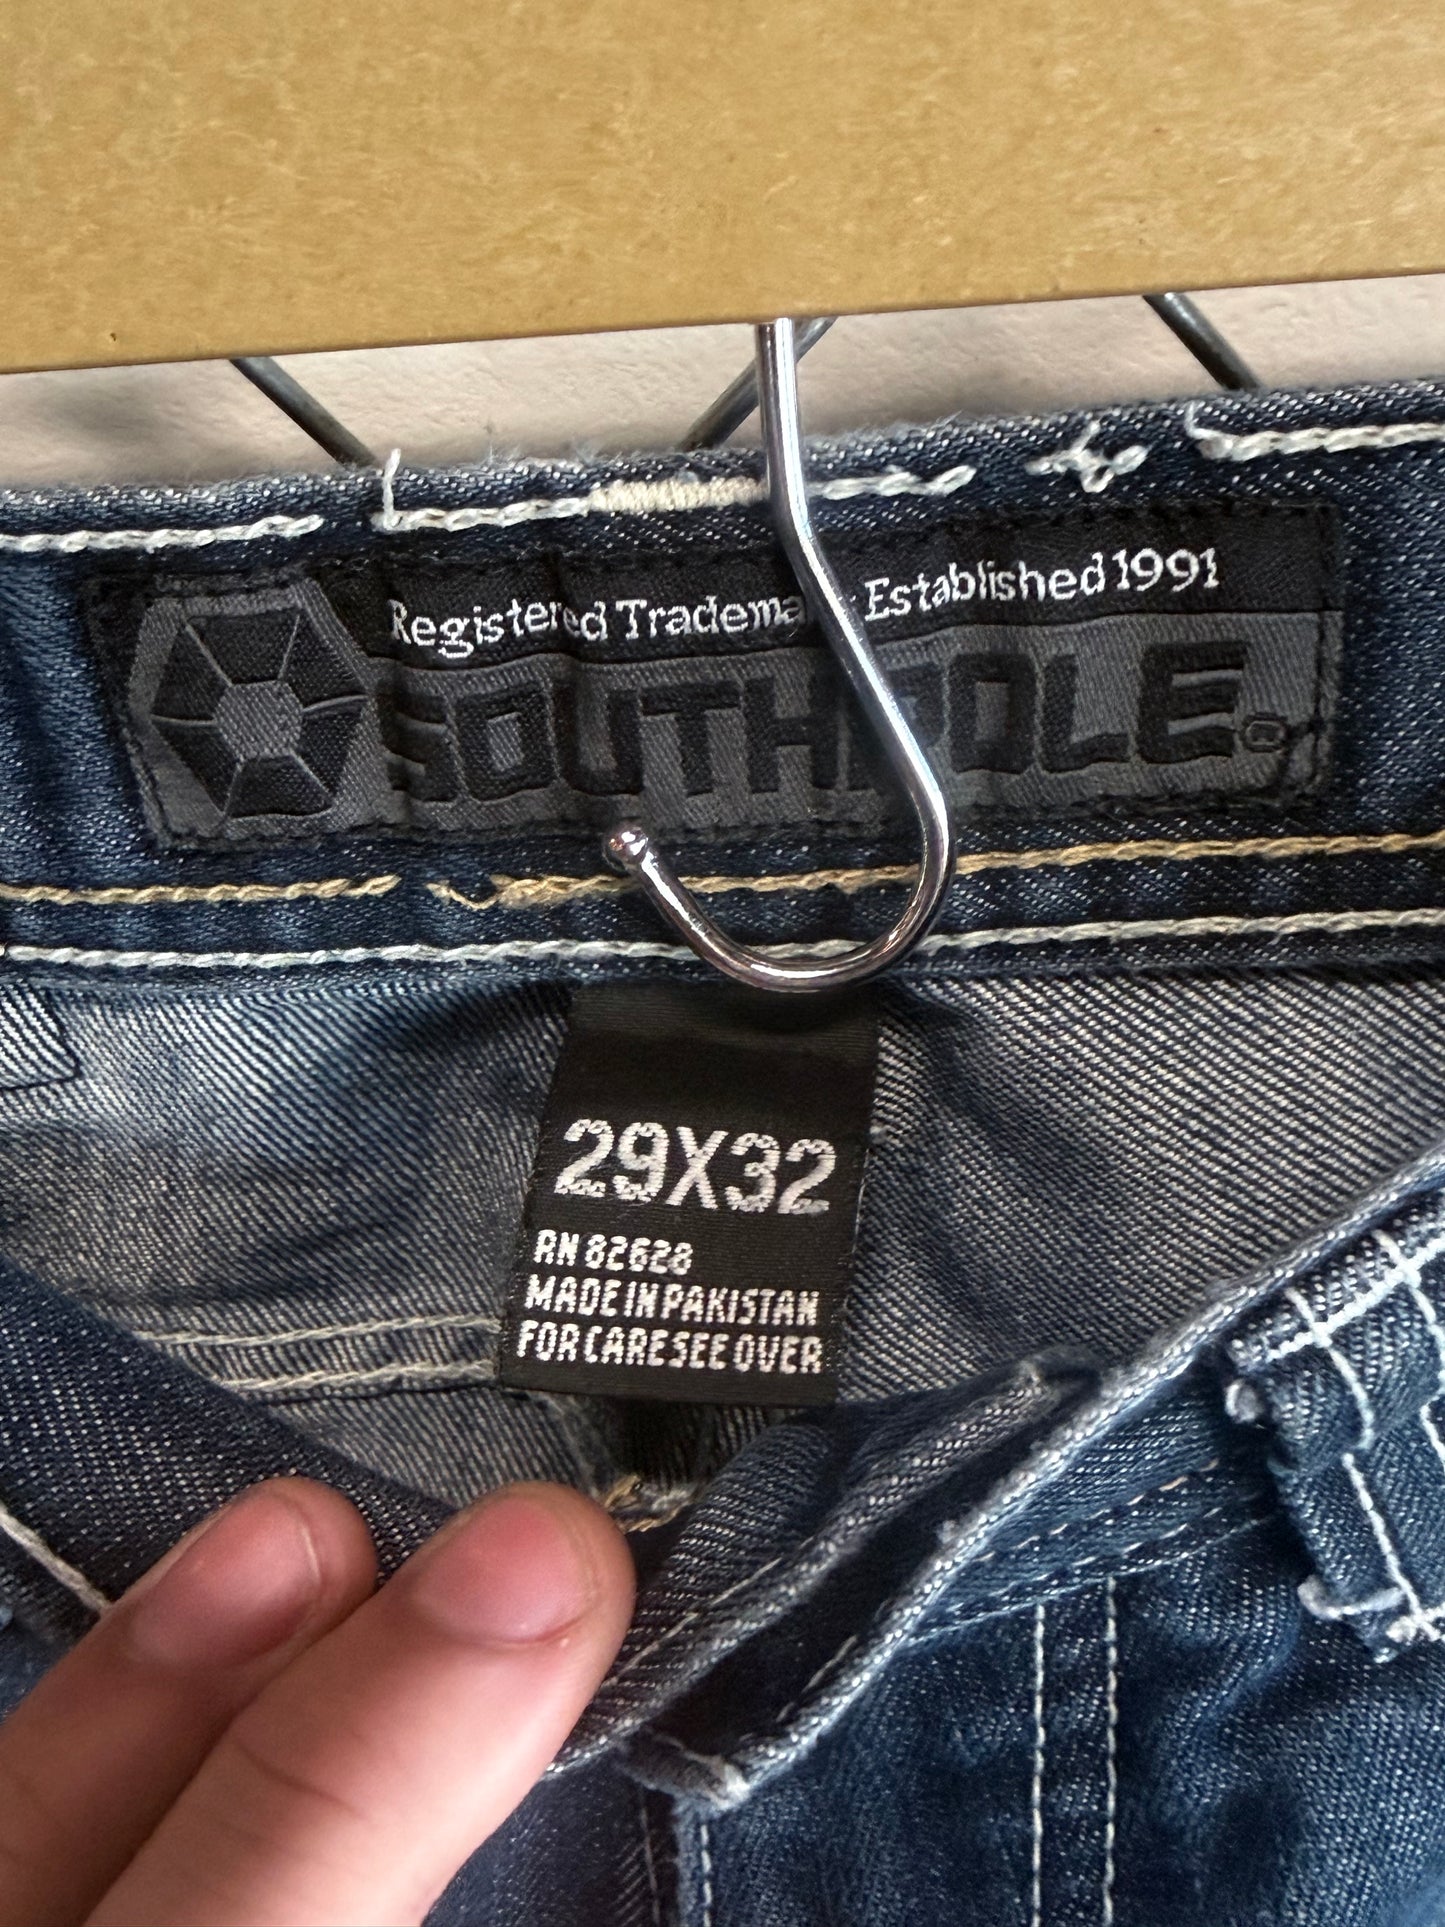 Registered Trademark Established 1991
SOUTHPOLE®
29X32
RN 82628
MADE IN PAKISTAN
FOR CARE SEE OVER